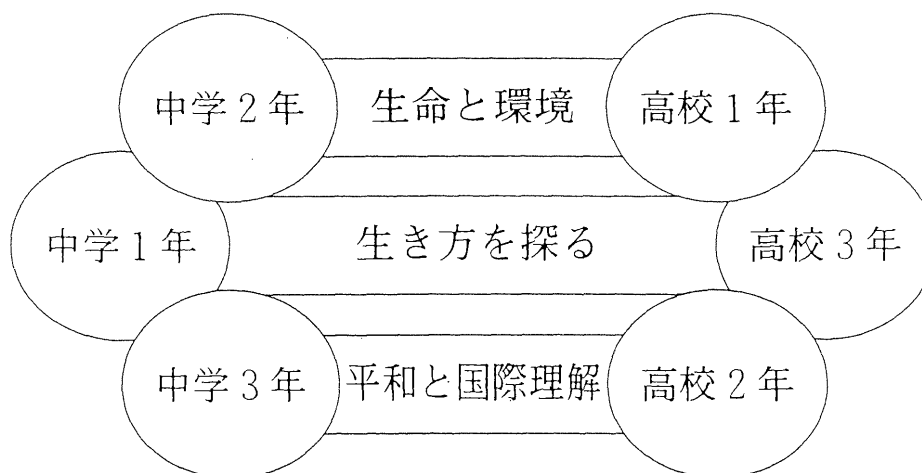 中学2年 生命と環境 高校1年
中学1年 生き方を探る 高校3年
中学3年 平和と国際理解 高校2年